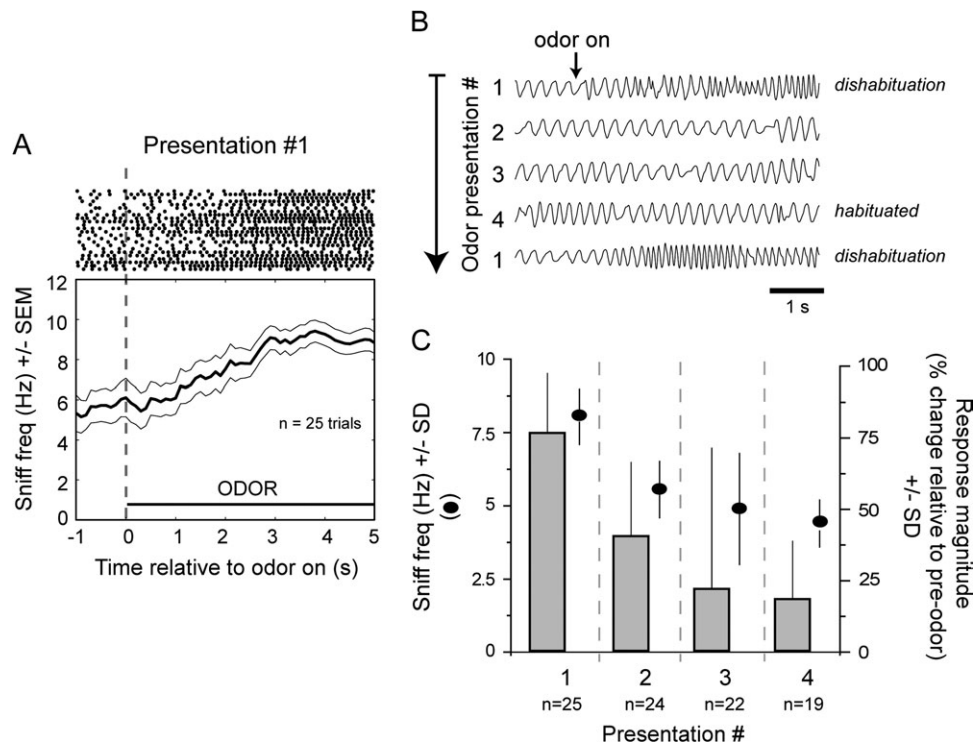 A
Presentation #1
Sniff freq (Hz) +/- SEM
12
10
8
6
4
2
0
n = 25 trials
ODOR
-1 0 1 2 3 4 5
Time relative to odor on (s)
B
odor on
Odor presentation #
1 dishabituation
2
3
4 habituated
1 dishabituation
1 s
C
Sniff freq (Hz) +/- SD
( )
10
7.5
5
2.5
0
100
75
50
25
0
Response magnitude
(% change relative to pre-odor)
+/- SD
1 2 3 4
n=25 n=24 n=22 n=19
Presentation #